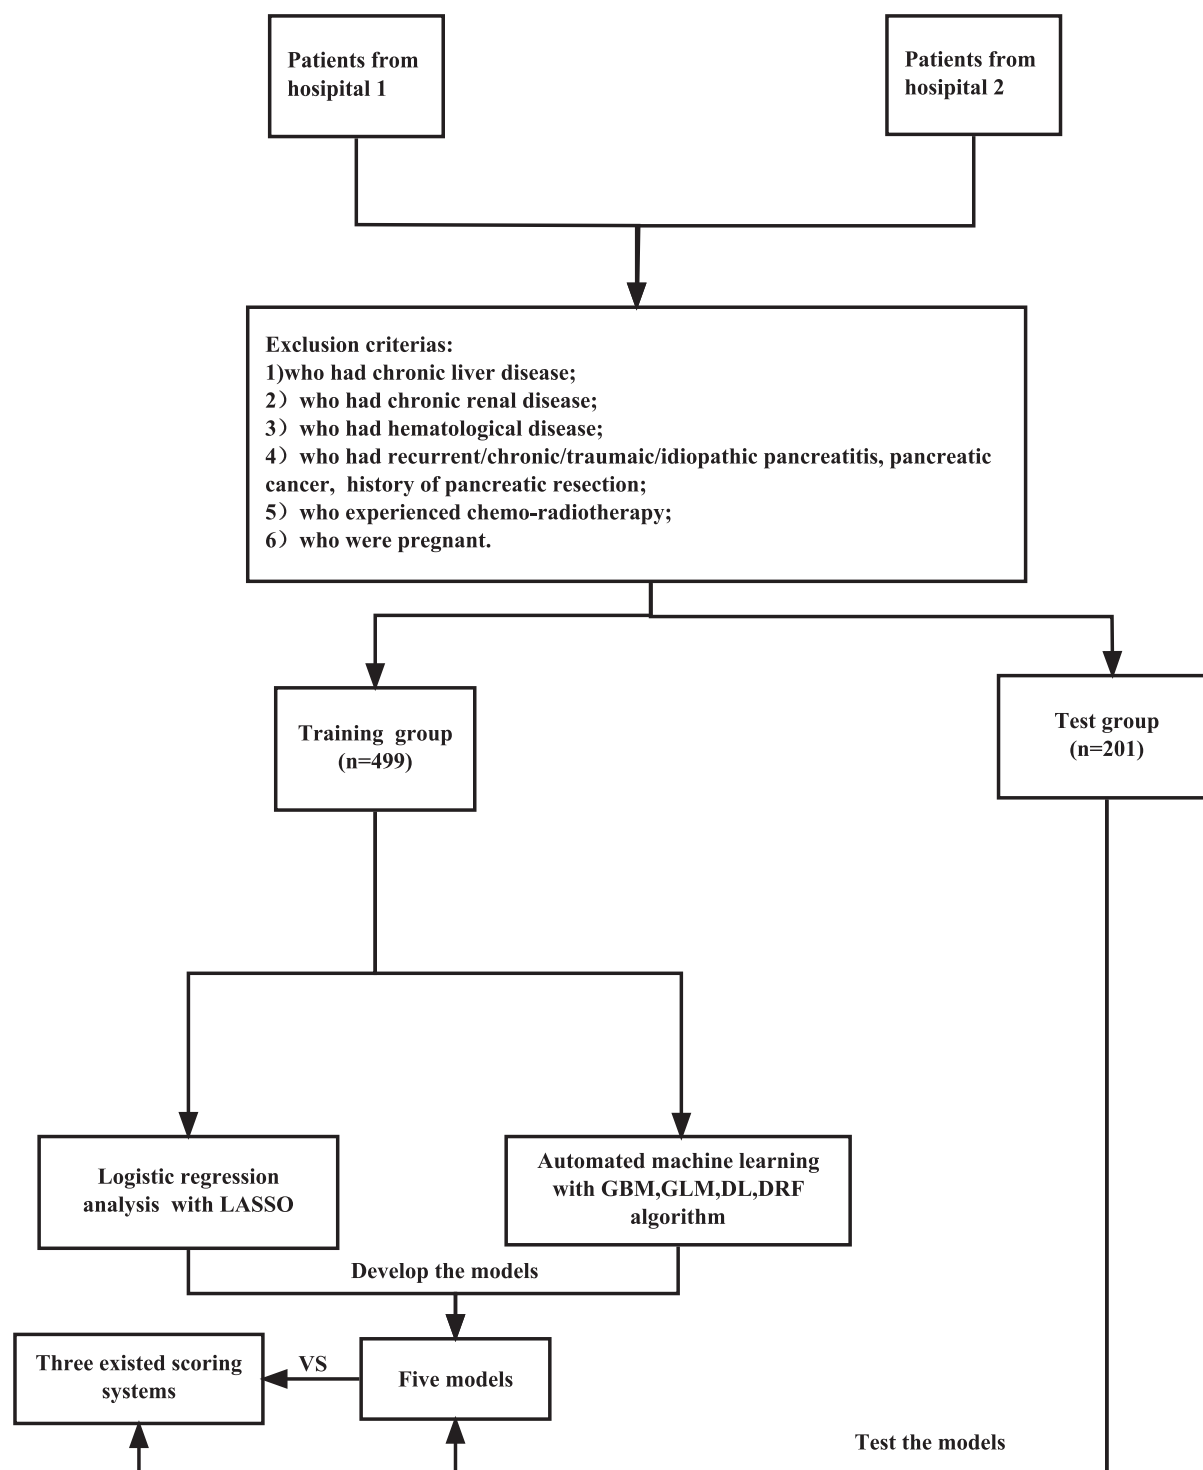 Patients from
hosipital 1
Patients from
hosipital 2
Exclusion criterias:
1)who had chronic liver disease;
2）who had chronic renal disease;
3）who had hematological disease;
4）who had recurrent/chronic/traumaic/idiopathic pancreatitis, pancreatic
cancer,  history of pancreatic resection;
5）who experienced chemo-radiotherapy;
6）who were pregnant.
Training  group
(n=499)
Test group
(n=201)
Logistic regression
analysis  with LASSO
Automated machine learning
with GBM,GLM,DL,DRF
algorithm
Develop the models
Three existed scoring
systems
VS
Five models
Test the models